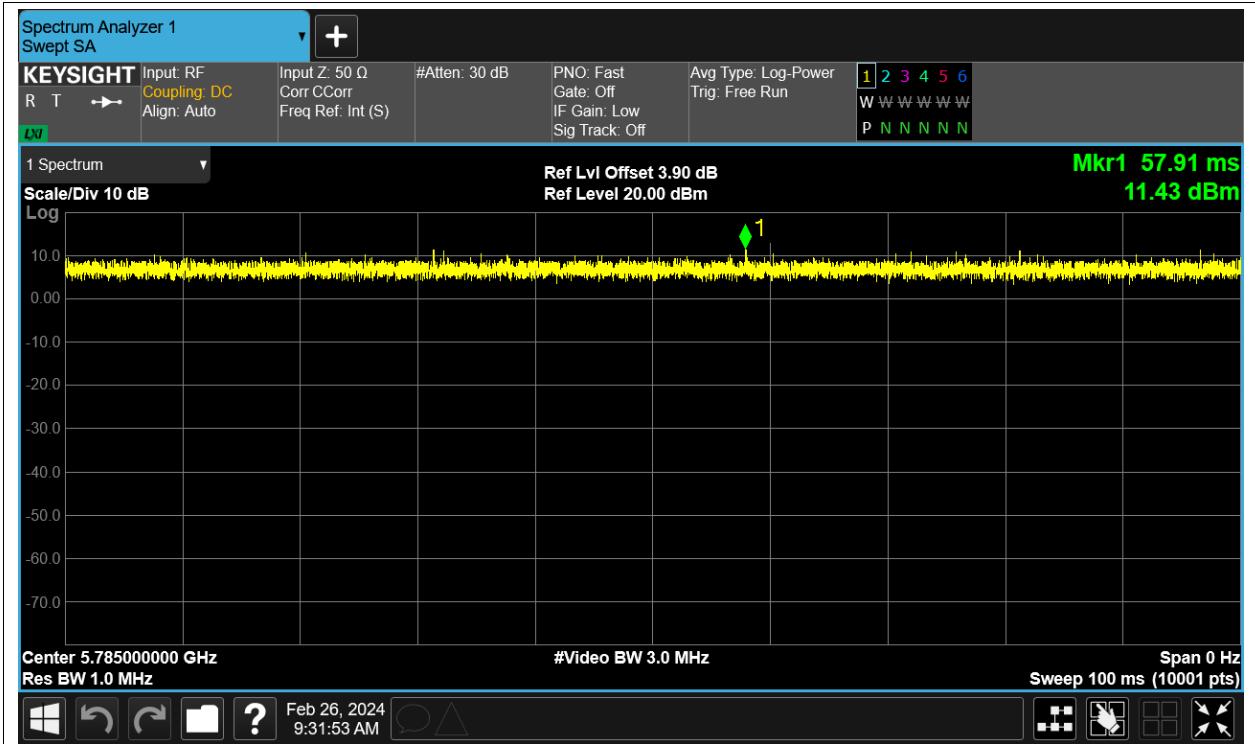 Spectrum Analyzer 1
Swept SA
KEYSIGHT
R T
LXI
Input: RF
Coupling: DC
Align: Auto
Input Z: 50 Ω
Corr CCorr
Freq Ref: Int (S)
#Atten: 30 dB
PNO: Fast
Gate: Off
IF Gain: Low
Sig Track: Off
Avg Type: Log-Power
Trig: Free Run
1 2 3 4 5 6
W W W W W W
P N N N N N
1 Spectrum
Scale/Div 10 dB
Log
Ref Lvl Offset 3.90 dB
Ref Level 20.00 dBm
Mkr1 57.91 ms
11.43 dBm
1
10.0
0.00
-10.0
-20.0
-30.0
-40.0
-50.0
-60.0
-70.0
Center 5.785000000 GHz
Res BW 1.0 MHz
#Video BW 3.0 MHz
Span 0 Hz
Sweep 100 ms (10001 pts)
?
Feb 26, 2024
9:31:53 AM